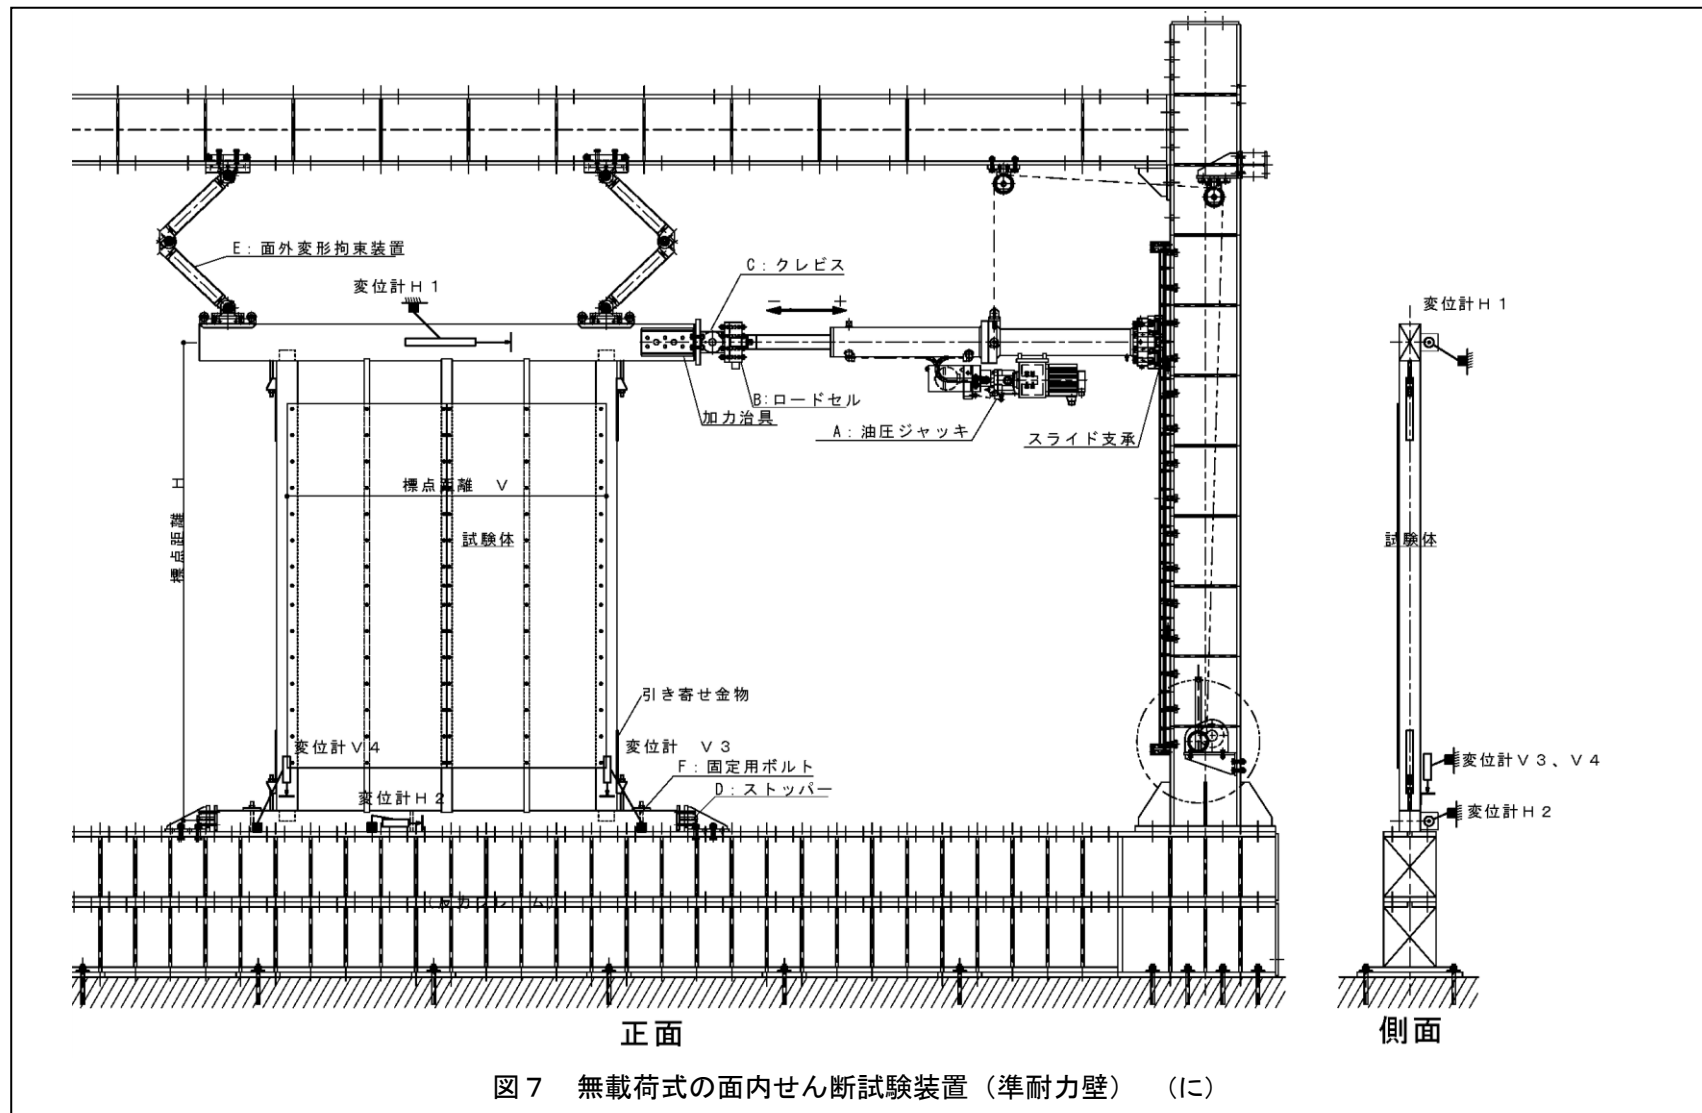 E：面外変形拘束装置
変位計Ｈ１
C：クレビス
－ ＋
B:ロードセル
加力治具
A：油圧ジャッキ
スライド支承
標点距離　Ｈ
標点距離　Ｖ
試験体
引き寄せ金物
変位計Ｖ４
変位計　Ｖ３
F：固定用ボルト
変位計Ｈ２
D：ストッパー
正面
変位計Ｈ１
試験体
変位計Ｖ３、Ｖ４
変位計Ｈ２
側面
図７　無載荷式の面内せん断試験装置（準耐力壁）　（に）